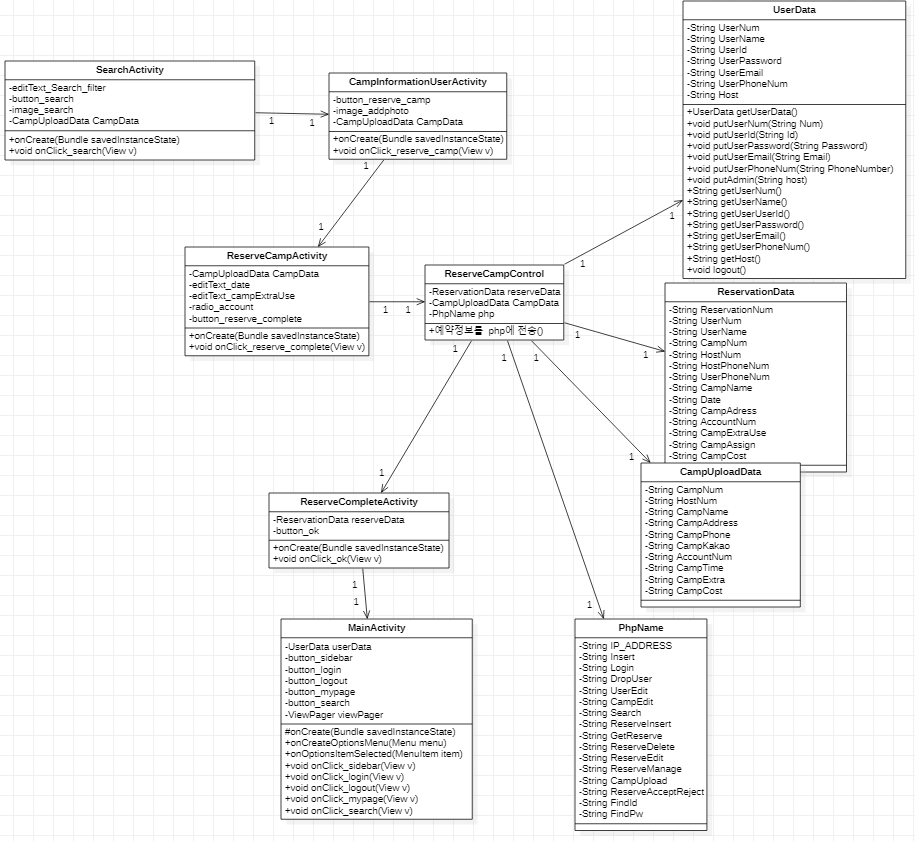 SearchActivity
-editText_Search_filter
-button_search
-image_search
-CampUploadData CampData
+onCreate(Bundle savedInstanceState)
+void onClick_search(View v)
1
1
CampInformationUserActivity
-button_reserve_camp
-image_addphoto
-CampUploadData CampData
+onCreate(Bundle savedInstanceState)
+void onClick_reserve_camp(View v)
1
1
UserData
-String UserNum
-String UserName
-String UserId
-String UserPassword
-String UserEmail
-String UserPhoneNum
-String Host
+UserData getUserData()
+void putUserNum(String Num)
+void putUserId(String Id)
+void putUserPassword(String Password)
+void putUserEmail(String Email)
+void putUserPhoneNum(String PhoneNumber)
+void putAdmin(String host)
+String getUserNum()
+String getUserName()
+String getUserUserId()
+String getUserPassword()
+String getUserEmail()
+String getUserPhoneNum()
+String getHost()
+void logout()
ReserveCampActivity
-CampUploadData CampData
-editText_date
-editText_campExtraUse
-radio_account
-button_reserve_complete
+onCreate(Bundle savedInstanceState)
+void onClick_reserve_complete(View v)
1
1
ReserveCampControl
-ReservationData reserveData
-CampUploadData CampData
-PhpName php
+예약정보를 php에 전송()
1
1
1
1
1
1
1
1
1
1
ReservationData
-String ReservationNum
-String UserNum
-String UserName
-String CampNum
-String HostNum
-String HostPhoneNum
-String UserPhoneNum
-String CampName
-String Date
-String CampAdress
-String AccountNum
-String CampExtraUse
-String CampAssign
-String CampCost
CampUploadData
-String CampNum
-String HostNum
-String CampName
-String CampAddress
-String CampPhone
-String CampKakao
-String AccountNum
-String CampTime
-String CampExtra
-String CampCost
ReserveCompleteActivity
-ReservationData reserveData
-button_ok
+onCreate(Bundle savedInstanceState)
+void onClick_ok(View v)
1
1
MainActivity
-UserData userData
-button_sidebar
-button_login
-button_logout
-button_mypage
-button_search
-ViewPager viewPager
#onCreate(Bundle savedInstanceState)
+onCreateOptionsMenu(Menu menu)
+onOptionsItemSelected(MenuItem item)
+void onClick_sidebar(View v)
+void onClick_login(View v)
+void onClick_logout(View v)
+void onClick_mypage(View v)
+void onClick_search(View v)
PhpName
-String IP_ADDRESS
-String Insert
-String Login
-String DropUser
-String UserEdit
-String CampEdit
-String Search
-String ReserveInsert
-String GetReserve
-String ReserveDelete
-String ReserveEdit
-String ReserveManage
-String CampUpload
-String ReserveAcceptReject
-String FindId
-String FindPw